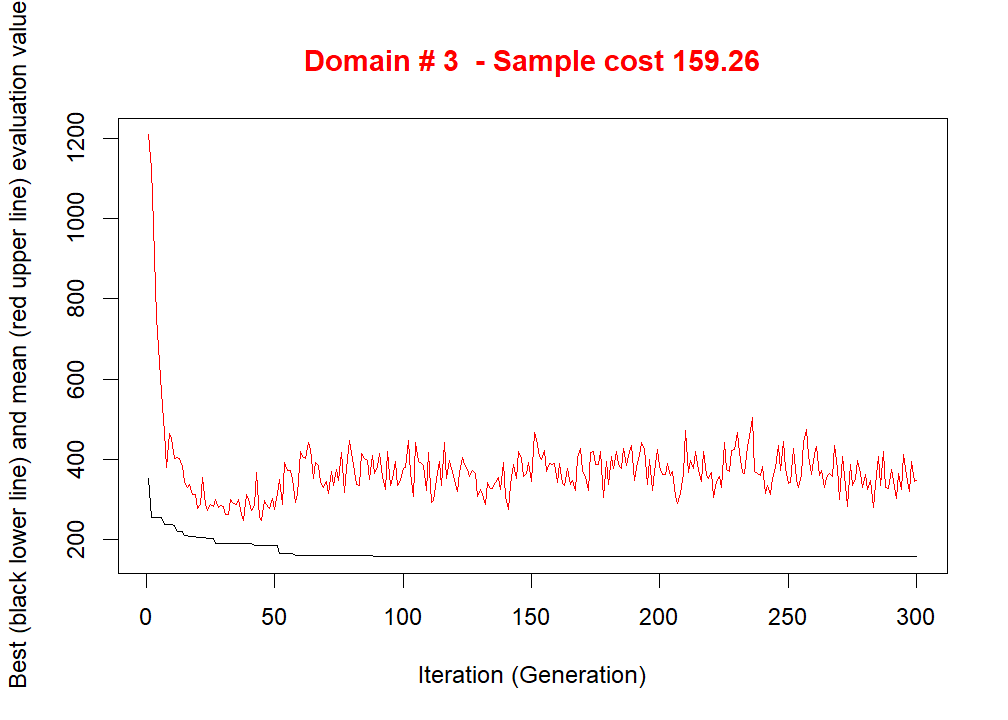 Domain # 3  - Sample cost 159.26
Best (black lower line) and mean (red upper line) evaluation value
1200
1000
800
600
400
200
0 50 100 150 200 250 300
Iteration (Generation)